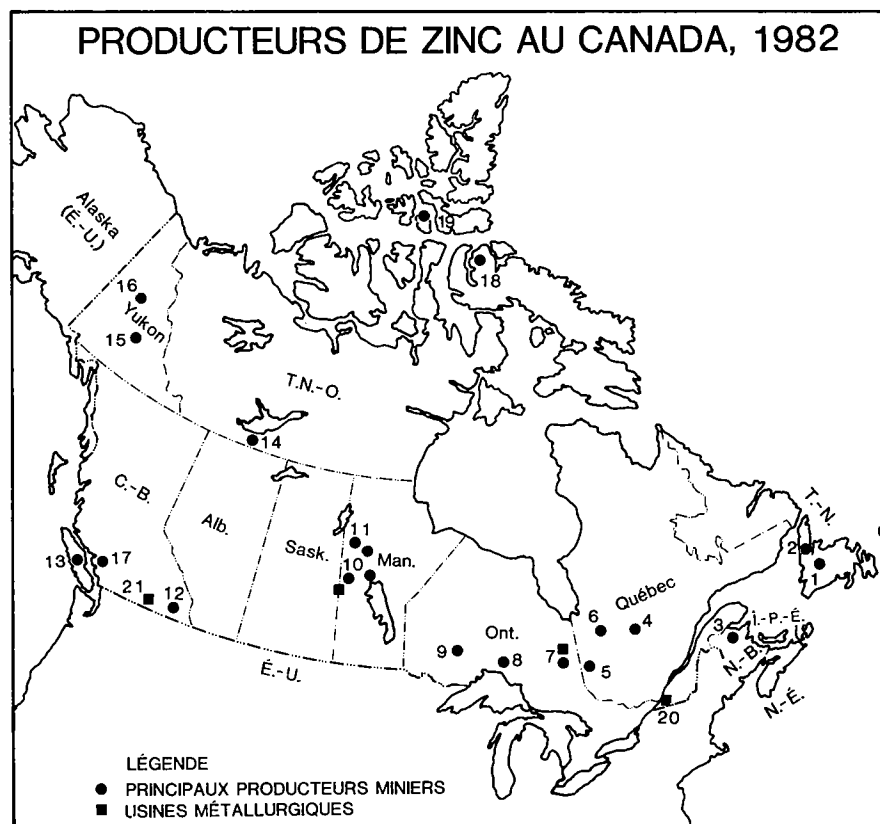 PRODUCTEURS DE ZINC AU CANADA, 1982
Alaska
(É.-U.)
19
18
16
Yukon
15
T.N.-O.
14
C.-B.
Alb.
Sask.
11
Man.
10
T.-N.
2
1
13
17
21
12
Québec
6
4
Î.-P.-É.
3
N.-B.
N.-É.
Ont.
9
8
7
5
É.-U.
20
LÉGENDE
● PRINCIPAUX PRODUCTEURS MINIERS
■ USINES MÉTALLURGIQUES